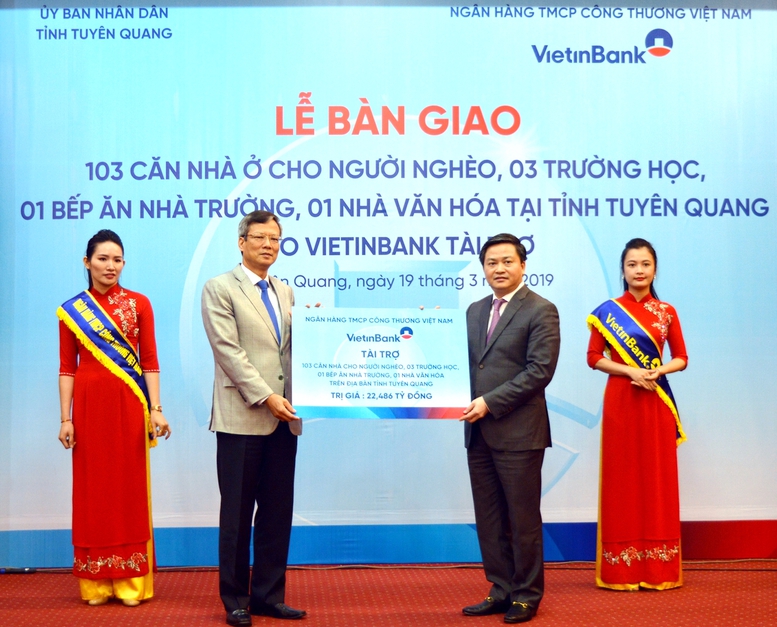 ỦY BAN NHÂN DÂN
TỈNH TUYÊN QUANG
NGÂN HÀNG TMCP CÔNG THƯƠNG VIỆT NAM
VietinBank
LỄ BÀN GIAO
103 CĂN NHÀ Ở CHO NGƯỜI NGHÈO, 03 TRƯỜNG HỌC,
01 BẾP ĂN NHÀ TRƯỜNG, 01 NHÀ VĂN HÓA TẠI TỈNH TUYÊN QUANG
VIETINBANK TÀI
Quang, ngày 19 tháng 3 2019
NGÂN HÀNG TMCP CÔNG THƯƠNG VIỆT NAM
VietinBank
TÀI TRỢ
103 CĂN NHÀ CHO NGƯỜI NGHÈO, 03 TRƯỜNG HỌC,
01 BẾP ĂN NHÀ TRƯỜNG, 01 NHÀ VĂN HÓA
TRÊN ĐỊA BÀN TỈNH TUYÊN QUANG
TRỊ GIÁ : 22,486 TỶ ĐỒNG
VietinBank